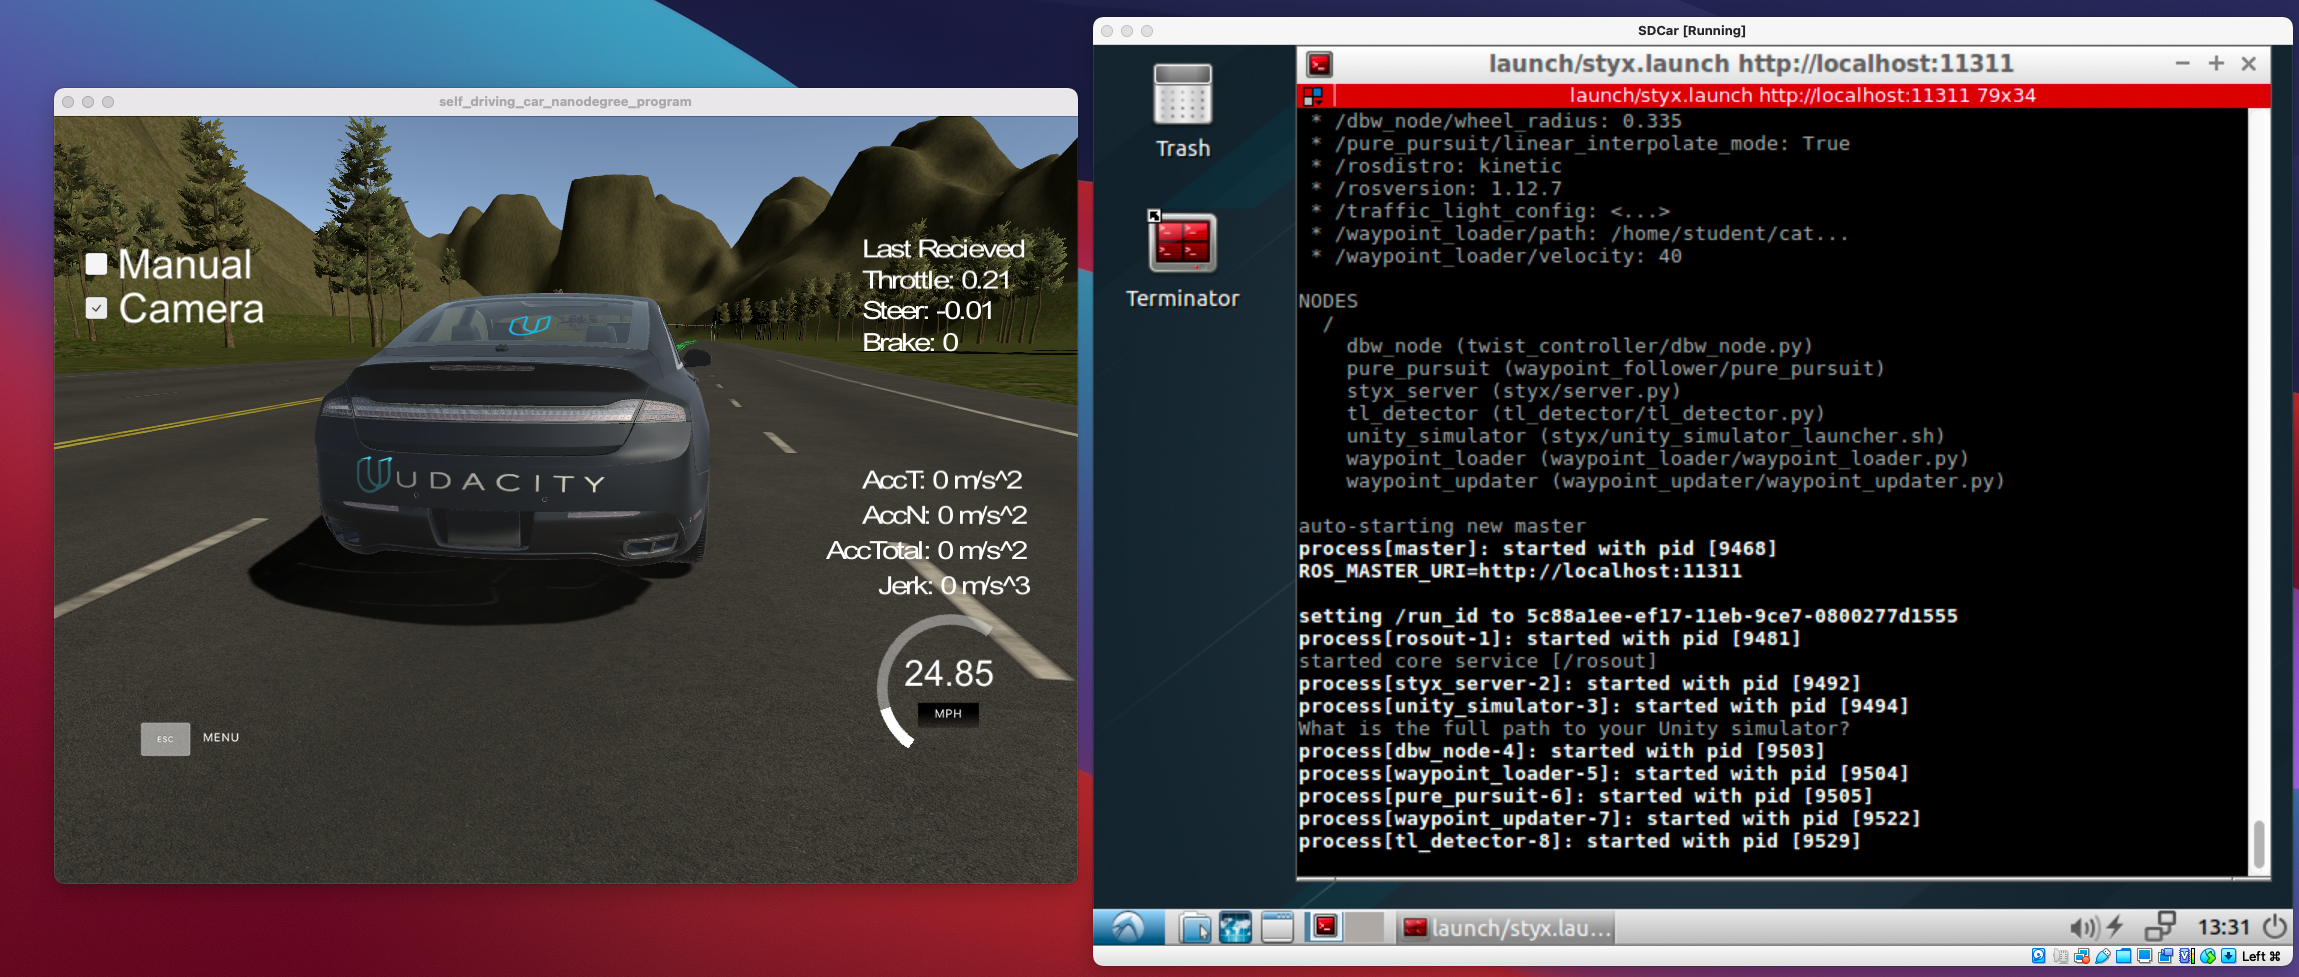 self_driving_car_nanodegree_program
Manual
Camera
Last Recieved
Throttle: 0.21
Steer: -0.01
Brake: 0
UDACITY
AccT: 0 m/s^2
AccN: 0 m/s^2
AccTotal: 0 m/s^2
Jerk: 0 m/s^3
24.85
MPH
ESC
MENU
SDCar [Running]
Trash
Terminator
launch/styx.launch http://localhost:11311
launch/styx.launch http://localhost:11311 79x34
* /dbw_node/wheel_radius: 0.335
* /pure_pursuit/linear_interpolate_mode: True
* /rosdistro: kinetic
* /rosversion: 1.12.7
* /traffic_light_config: <...>
* /waypoint_loader/path: /home/student/cat...
* /waypoint_loader/velocity: 40
NODES
/
dbw_node (twist_controller/dbw_node.py)
pure_pursuit (waypoint_follower/pure_pursuit)
styx_server (styx/server.py)
tl_detector (tl_detector/tl_detector.py)
unity_simulator (styx/unity_simulator_launcher.sh)
waypoint_loader (waypoint_loader/waypoint_loader.py)
waypoint_updater (waypoint_updater/waypoint_updater.py)
auto-starting new master
process[master]: started with pid [9468]
ROS_MASTER_URI=http://localhost:11311
setting /run_id to 5c88a1ee-ef17-11eb-9ce7-0800277d1555
process[rosout-1]: started with pid [9481]
started core service [/rosout]
process[styx_server-2]: started with pid [9492]
process[unity_simulator-3]: started with pid [9494]
What is the full path to your Unity simulator?
process[dbw_node-4]: started with pid [9503]
process[waypoint_loader-5]: started with pid [9504]
process[pure_pursuit-6]: started with pid [9505]
process[waypoint_updater-7]: started with pid [9522]
process[tl_detector-8]: started with pid [9529]
launch/styx.lau...
13:31
Left ⌘